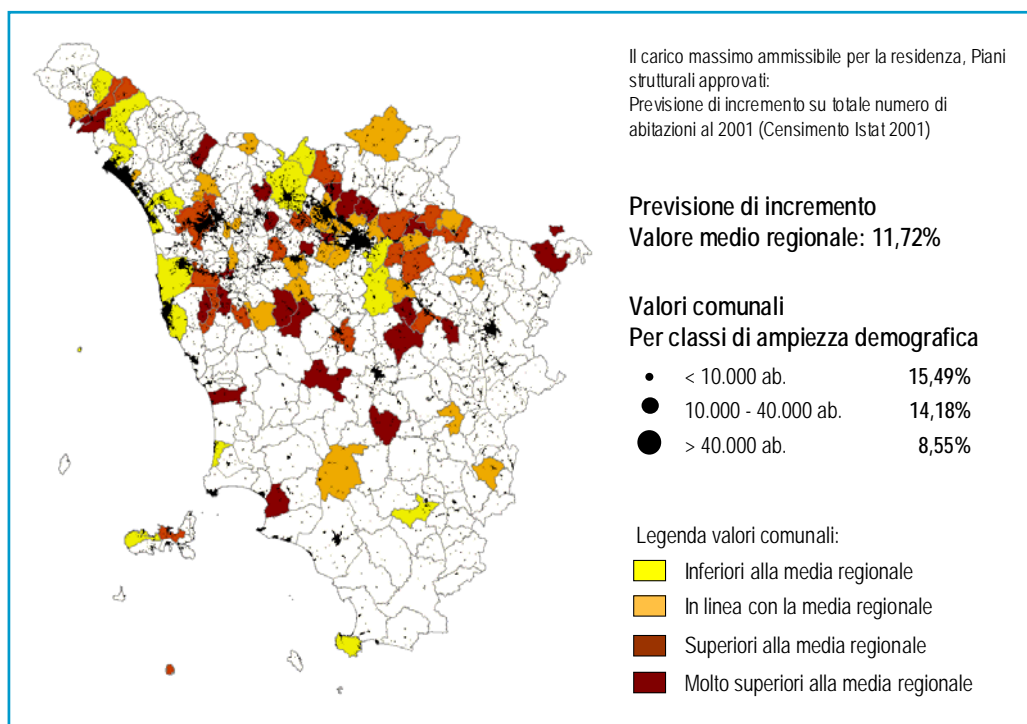 Il carico massimo ammissibile per la residenza, Piani
strutturali approvati:
Previsione di incremento su totale numero di
abitazioni al 2001 (Censimento Istat 2001)
Previsione di incremento
Valore medio regionale: 11,72%
Valori comunali
Per classi di ampiezza demografica
< 10.000 ab. 15,49%
10.000 - 40.000 ab. 14,18%
> 40.000 ab. 8,55%
Legenda valori comunali:
Inferiori alla media regionale
In linea con la media regionale
Superiori alla media regionale
Molto superiori alla media regionale